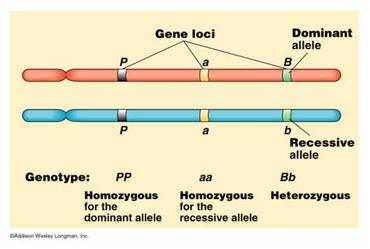 Gene loci
Dominant
allele
P a B
P a b
Recessive
allele
Genotype: PP aa Bb
Homozygous Homozygous Heterozygous
for the for the
dominant allele recessive allele
©Addison Wesley Longman, Inc.